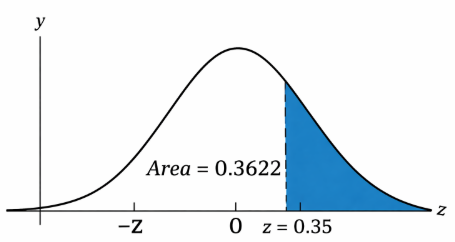 y
Area = 0.3622
z
−z 0 z = 0.35